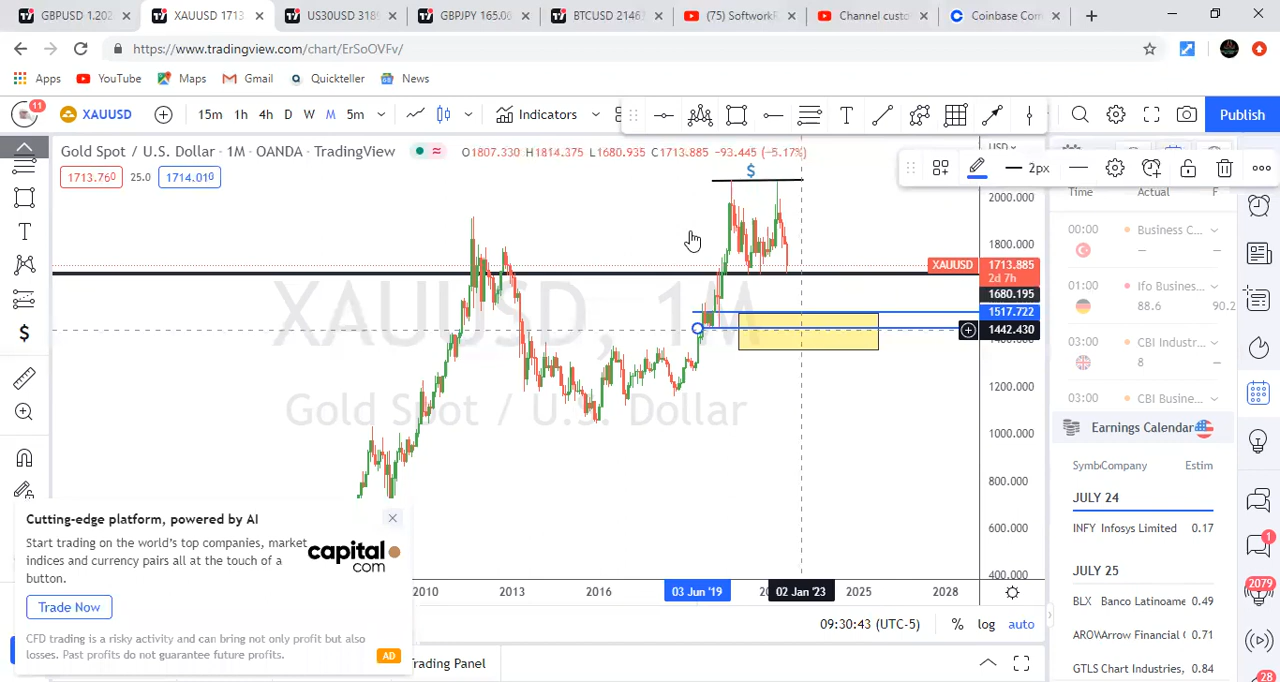 GBPUSD 1.202
XAUUSD 1713
US30USD 3189
GBPJPY 165.06
BTCUSD 21467
(75) SoftworkR
Channel custo
Coinbase Com
https://www.tradingview.com/chart/ErSoOVFv/
Apps YouTube Maps Gmail Quickteller News
11 XAUUSD 15m 1h 4h D W M 5m Indicators Publish
Gold Spot / U.S. Dollar · 1M · OANDA · TradingView O1807.330 H1814.375 L1680.935 C1713.885 -93.445 (-5.17%)
1713.760 25.0 1714.010
$
2px
USD
2000.000
1800.000
XAUUSD 1713.885
2d 7h
1680.195
1517.722
1442.430
1200.000
1000.000
800.000
600.000
400.000
XAUUSD, 1M
Gold Spot / U.S. Dollar
2010 2013 2016 03 Jun '19 02 Jan '23 2025 2028
09:30:43 (UTC-5) % log auto
Trading Panel
Cutting-edge platform, powered by AI
Start trading on the world's top companies, market
indices and currency pairs all at the touch of a
button.
capital
com
Trade Now
CFD trading is a risky activity and can bring not only profit but also
losses. Past profits do not guarantee future profits. AD
Time Actual F
00:00 Business C...
— —
01:00 Ifo Business...
88.6 90.2
03:00 CBI Industr...
8 —
03:00 CBI Busine...
Earnings Calendar
Symb Company Estim
JULY 24
INFY Infosys Limited 0.17
JULY 25
BLX Banco Latinoame 0.49
AROW Arrow Financial C 0.71
GTLS Chart Industries, 0.84
1
2079
28